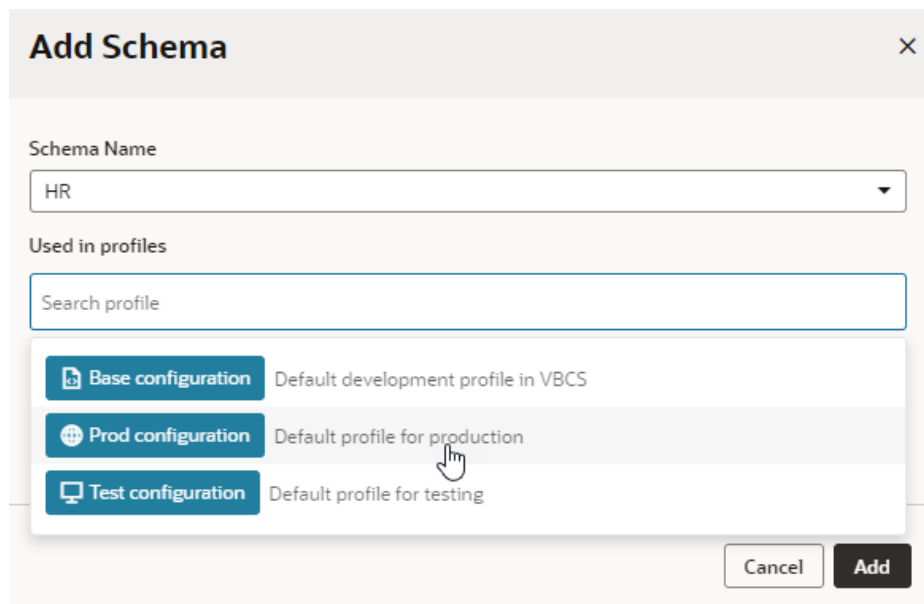 Add Schema
Schema Name
HR
Used in profiles
Search profile
Base configuration Default development profile in VBCS
Prod configuration Default profile for production
Test configuration Default profile for testing
Cancel Add